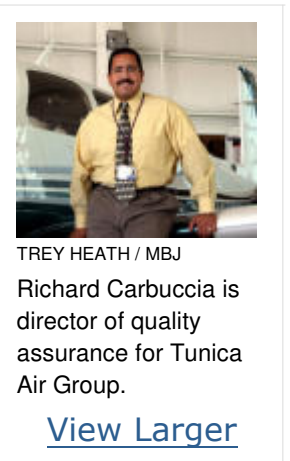 TREY HEATH / MBJ
Richard Carbuccia is
director of quality
assurance for Tunica
Air Group.
View Larger